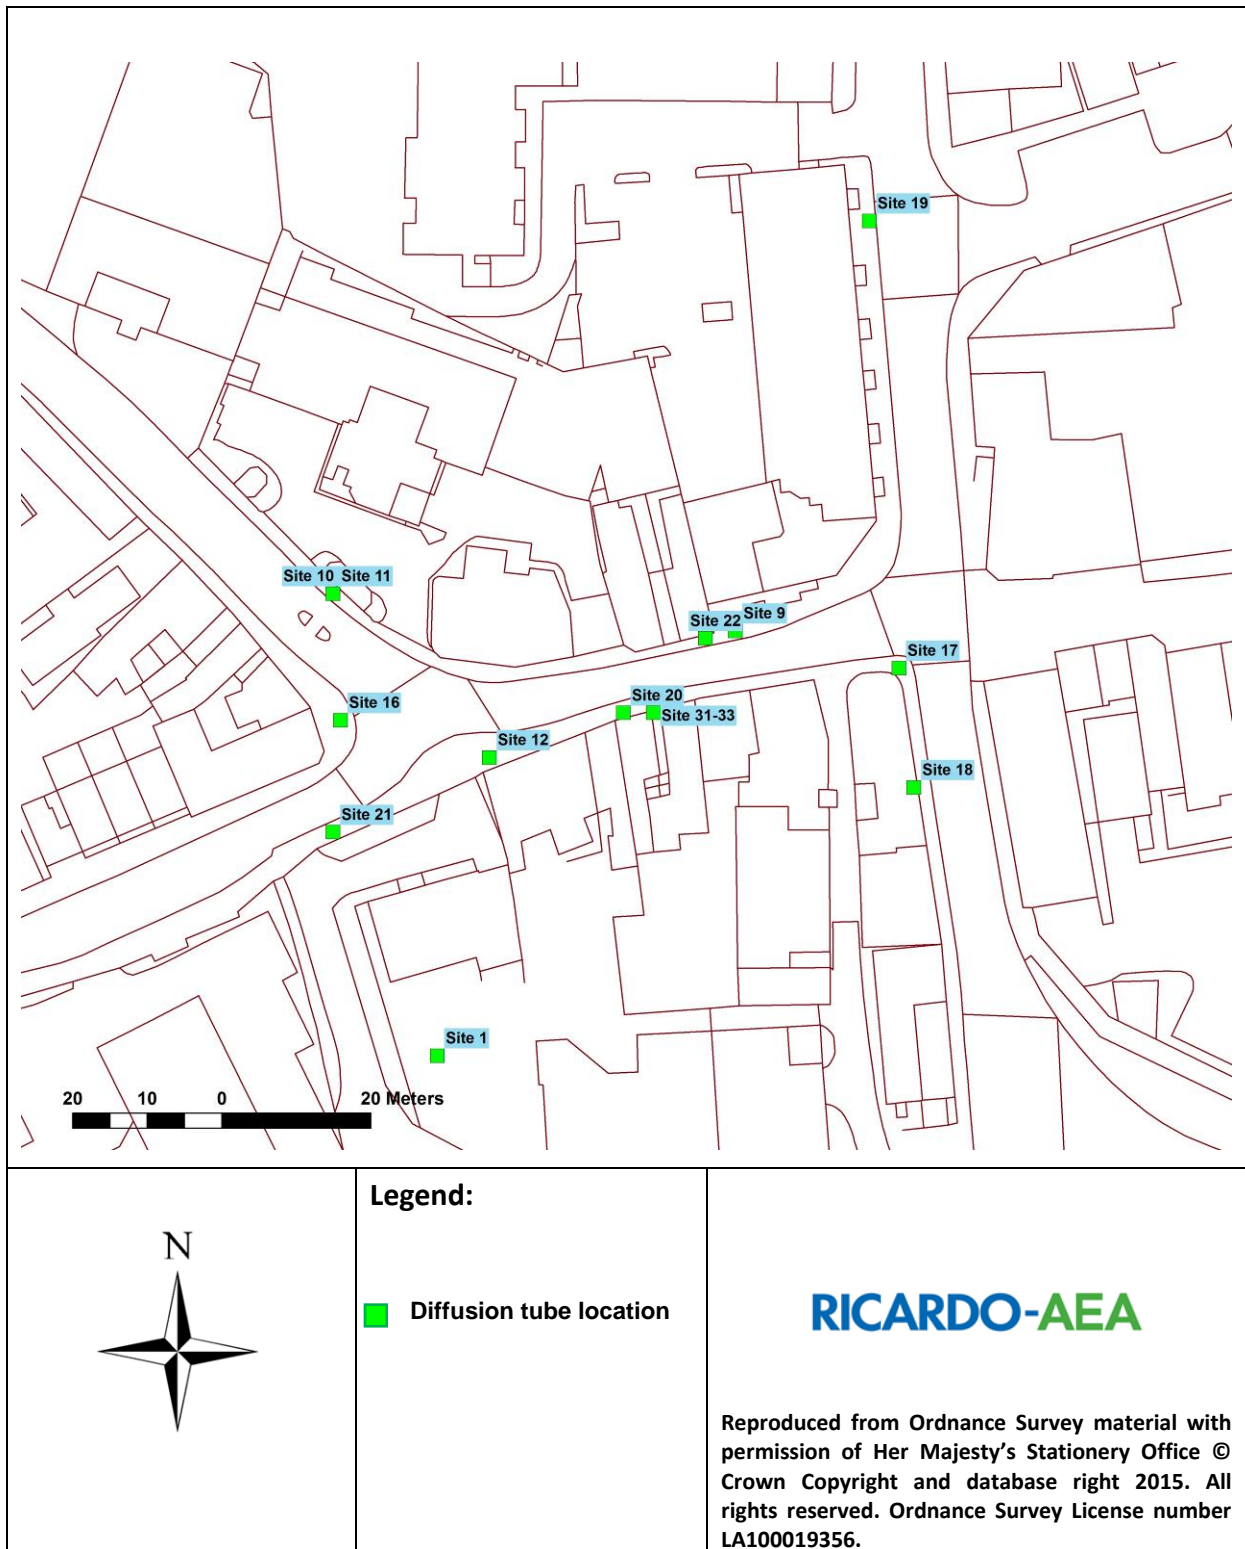 Site 19
Site 10 Site 11
Site 9
Site 22
Site 17
Site 20
Site 16
Site 31-33
Site 12
Site 18
Site 21
Site 1
20 10 0 20 Meters
N
Legend:
Diffusion tube location
RICARDO-AEA
Reproduced from Ordnance Survey material with
permission of Her Majesty's Stationery Office ©
Crown Copyright and database right 2015. All
rights reserved. Ordnance Survey License number
LA100019356.